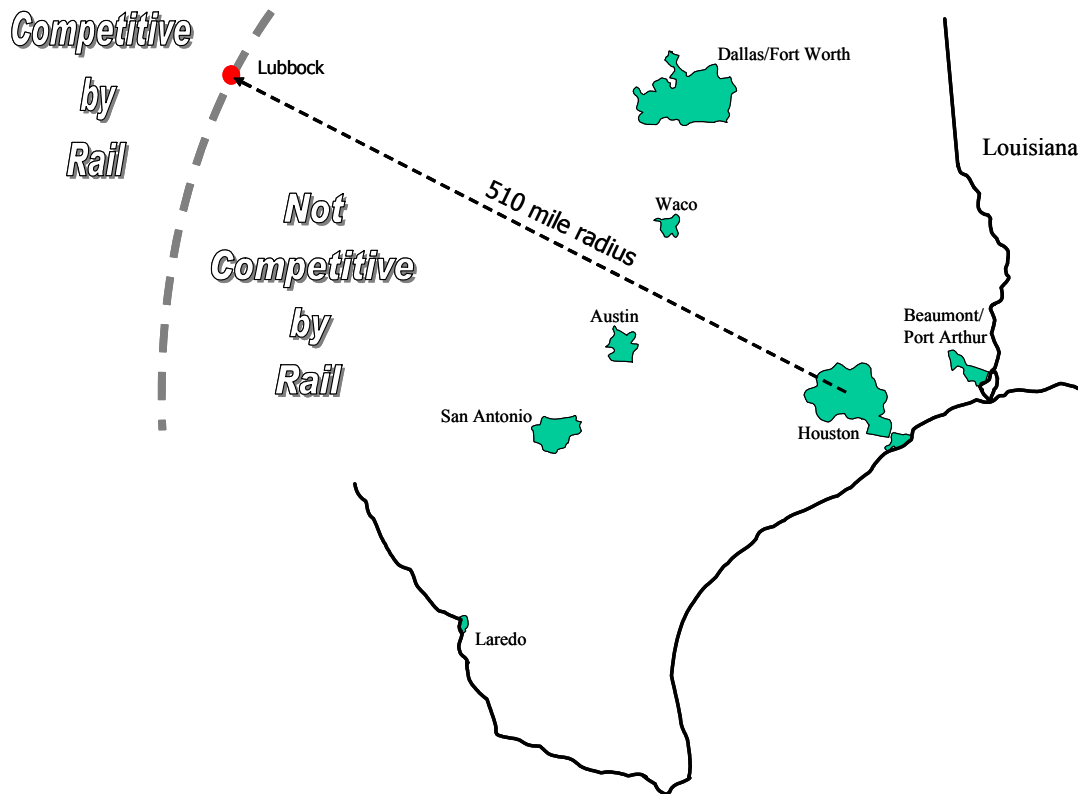 Competitive
by
Rail
Lubbock
Dallas/Fort Worth
Louisiana
510 mile radius
Not
Competitive
by
Rail
Waco
Austin
Beaumont/
Port Arthur
San Antonio
Houston
Laredo